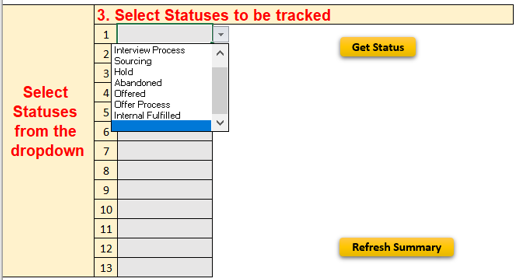 3. Select Statuses to be tracked
1
Get Status
Interview Process
2
Sourcing
Hold
3
Abandoned
Select
4
Offered
Statuses
Offer Process
5
Internal Fulfilled
from the
6
dropdown
7
8
9
10
11
Refresh Summary
12
13